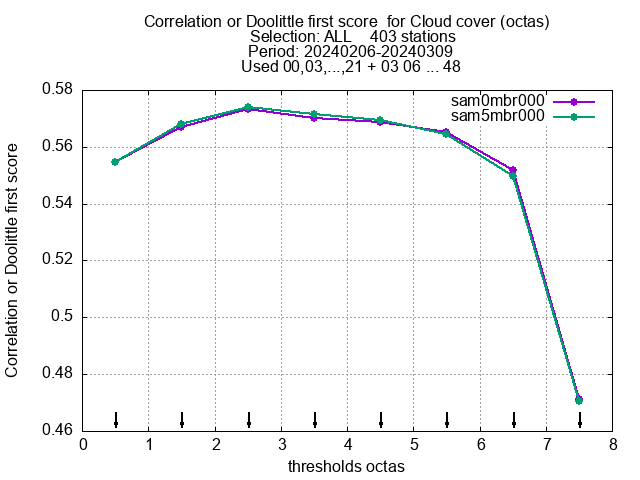 Correlation or Doolittle first score  for Cloud cover (octas)
Selection: ALL    403 stations
Period: 20240206-20240309
Used 00,03,...,21 + 03 06 ... 48
sam0mbr000
sam5mbr000
0.58
0.56
0.54
0.52
0.5
0.48
0.46
Correlation or Doolittle first score
0 1 2 3 4 5 6 7 8
thresholds octas